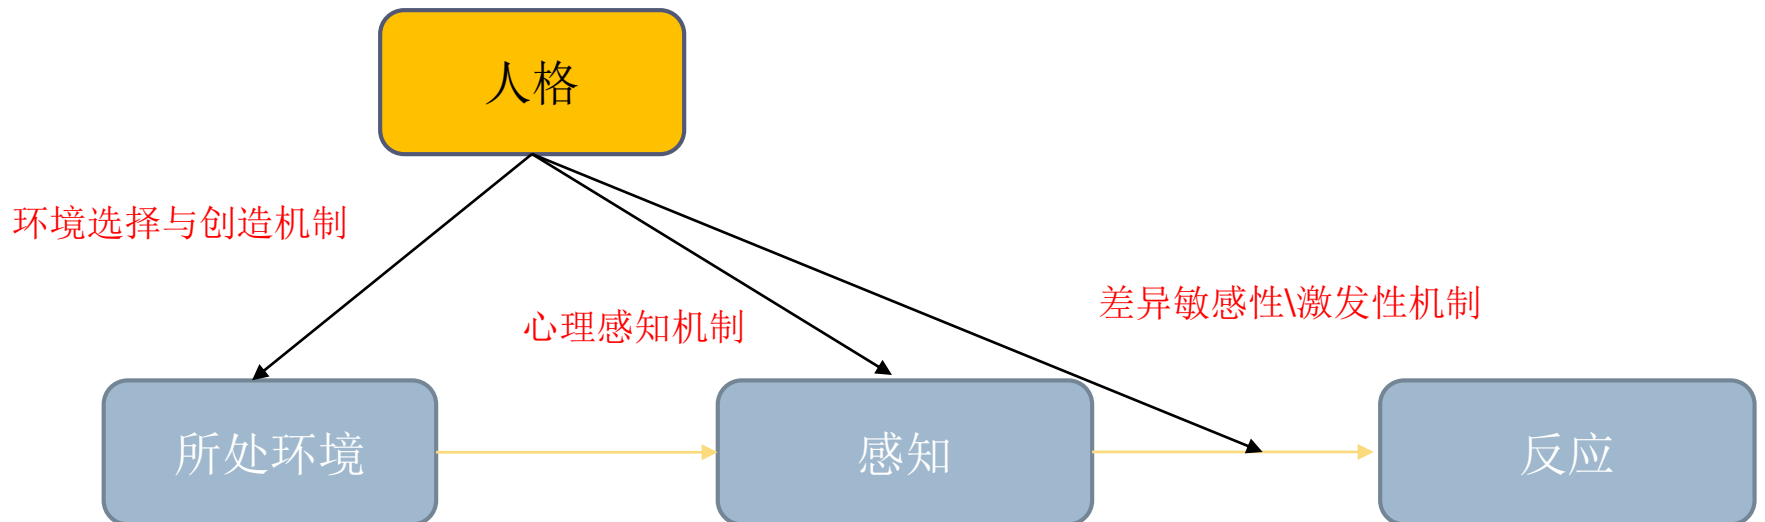 人格
环境选择与创造机制
差异敏感性\激发性机制
心理感知机制
所处环境
感知
反应